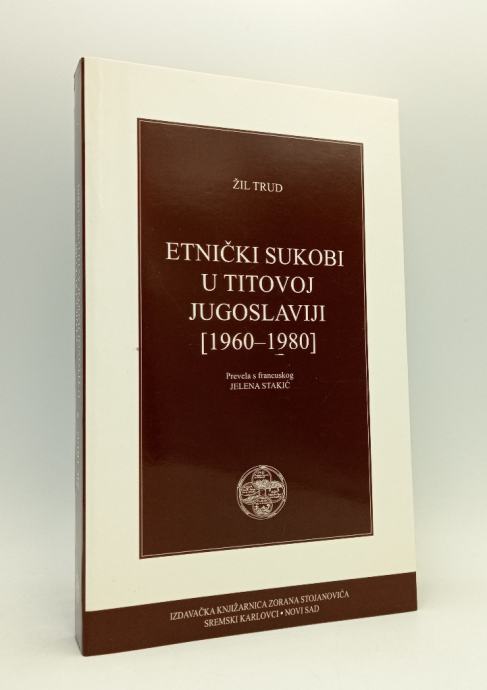 ŽIL TRUD
ETNIČKI SUKOBI
U TITOVOJ
JUGOSLAVIJI
[1960–1980]
Prevela s francuskog
JELENA STAKIĆ
IZDAVAČKA KNJIŽARNICA ZORANA STOJANOVIĆA
SREMSKI KARLOVCI • NOVI SAD